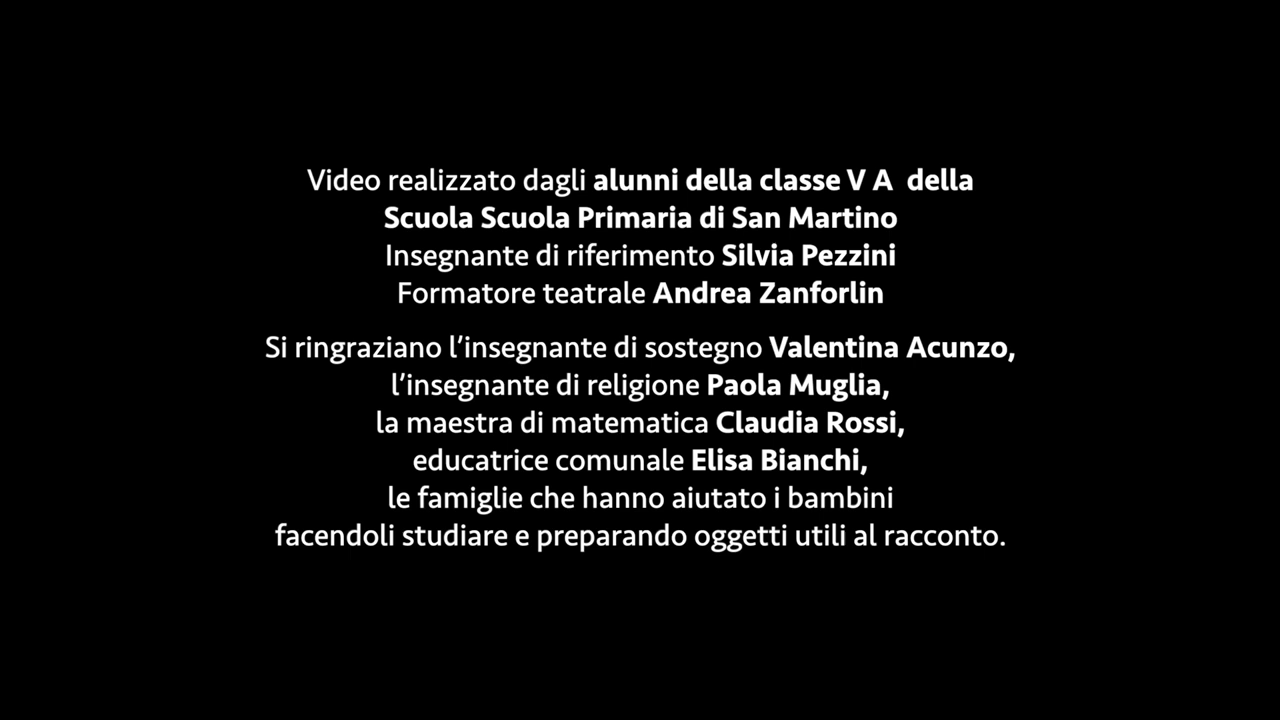 Video realizzato dagli alunni della classe V A  della
Scuola Scuola Primaria di San Martino
Insegnante di riferimento Silvia Pezzini
Formatore teatrale Andrea Zanforlin
Si ringraziano l’insegnante di sostegno Valentina Acunzo,
l’insegnante di religione Paola Muglia,
la maestra di matematica Claudia Rossi,
educatrice comunale Elisa Bianchi,
le famiglie che hanno aiutato i bambini
facendoli studiare e preparando oggetti utili al racconto.